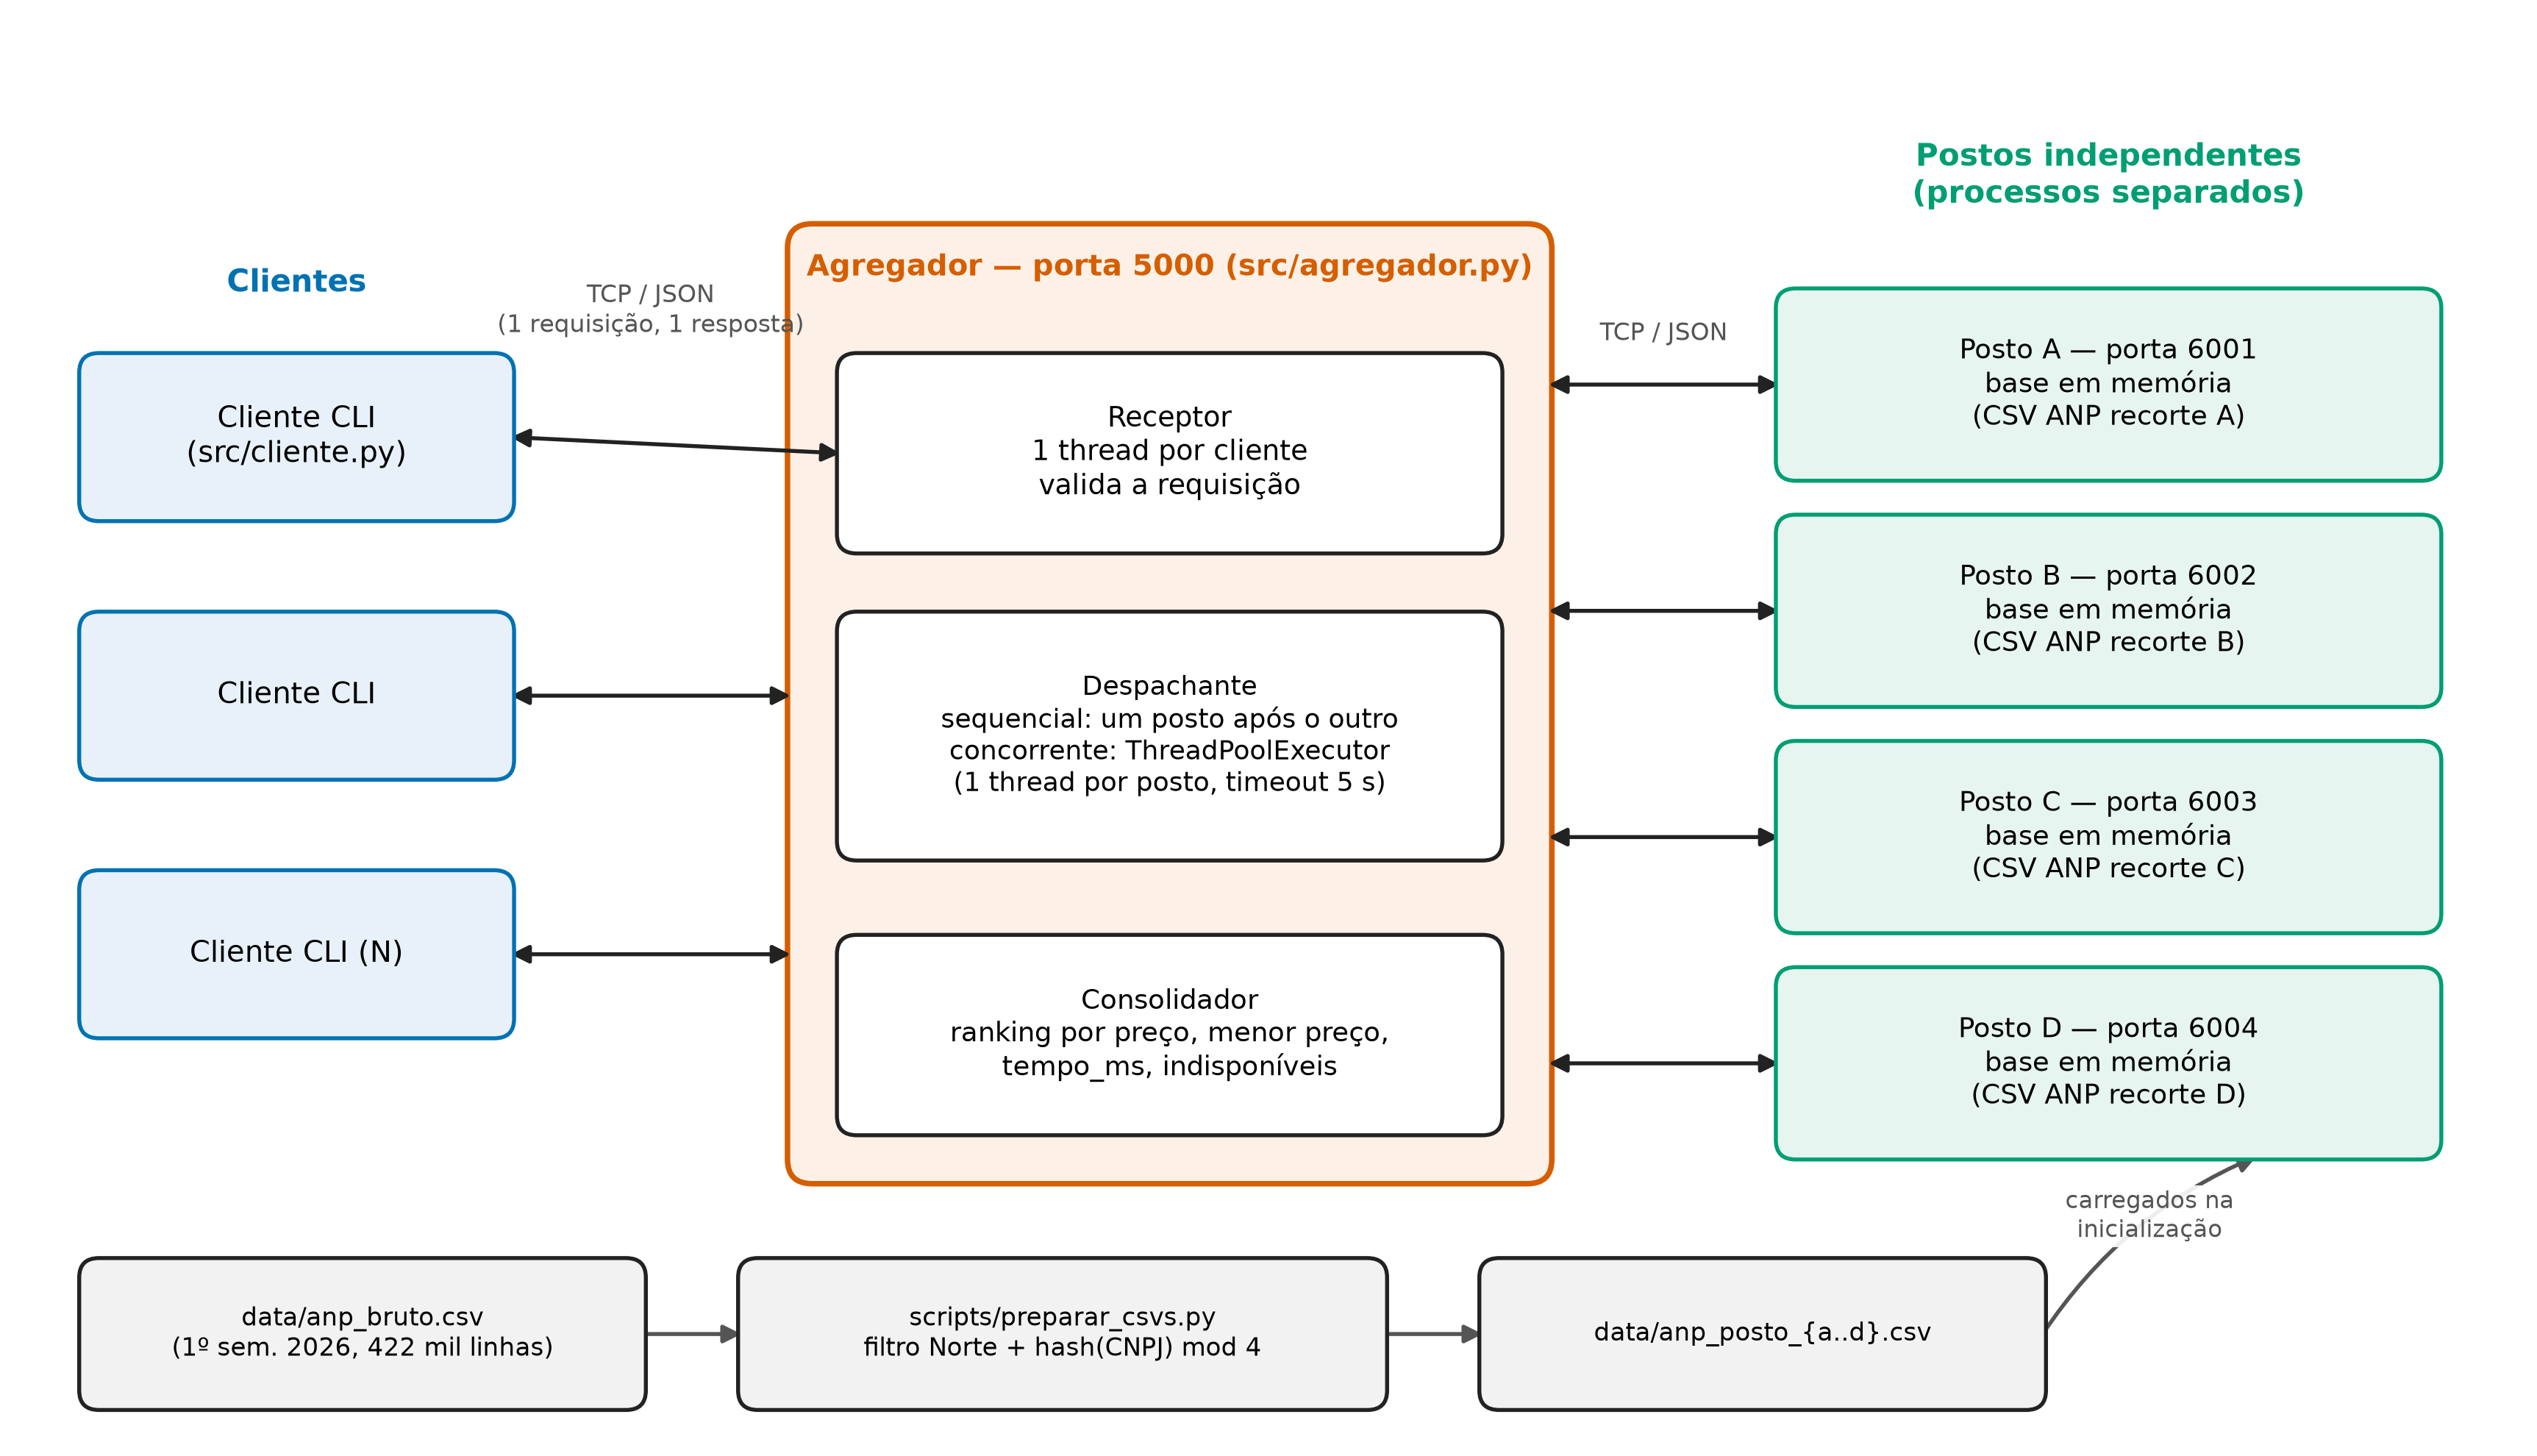 Postos independentes
(processos separados)
Agregador — porta 5000 (src/agregador.py)
Clientes
TCP / JSON
(1 requisição, 1 resposta)
TCP / JSON
Cliente CLI
(src/cliente.py)
Receptor
1 thread por cliente
valida a requisição
Posto A — porta 6001
base em memória
(CSV ANP recorte A)
Cliente CLI
Despachante
sequencial: um posto após o outro
concorrente: ThreadPoolExecutor
(1 thread por posto, timeout 5 s)
Posto B — porta 6002
base em memória
(CSV ANP recorte B)
Posto C — porta 6003
base em memória
(CSV ANP recorte C)
Cliente CLI (N)
Consolidador
ranking por preço, menor preço,
tempo_ms, indisponíveis
Posto D — porta 6004
base em memória
(CSV ANP recorte D)
carregados na
inicialização
data/anp_bruto.csv
(1º sem. 2026, 422 mil linhas)
scripts/preparar_csvs.py
filtro Norte + hash(CNPJ) mod 4
data/anp_posto_{a..d}.csv